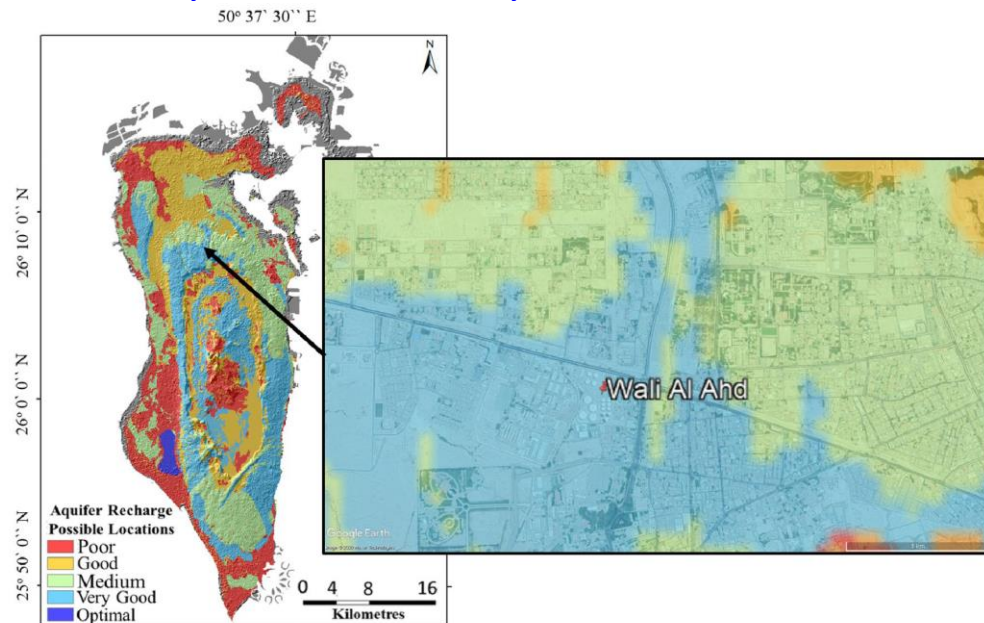 50° 37` 30`` E
N
26° 10` 0`` N
26° 0` 0`` N
25° 50` 0`` N
Aquifer Recharge
Possible Locations
Poor
Good
Medium
Very Good
Optimal
0 4 8 16
Kilometres
Wali Al Ahd
Google Earth